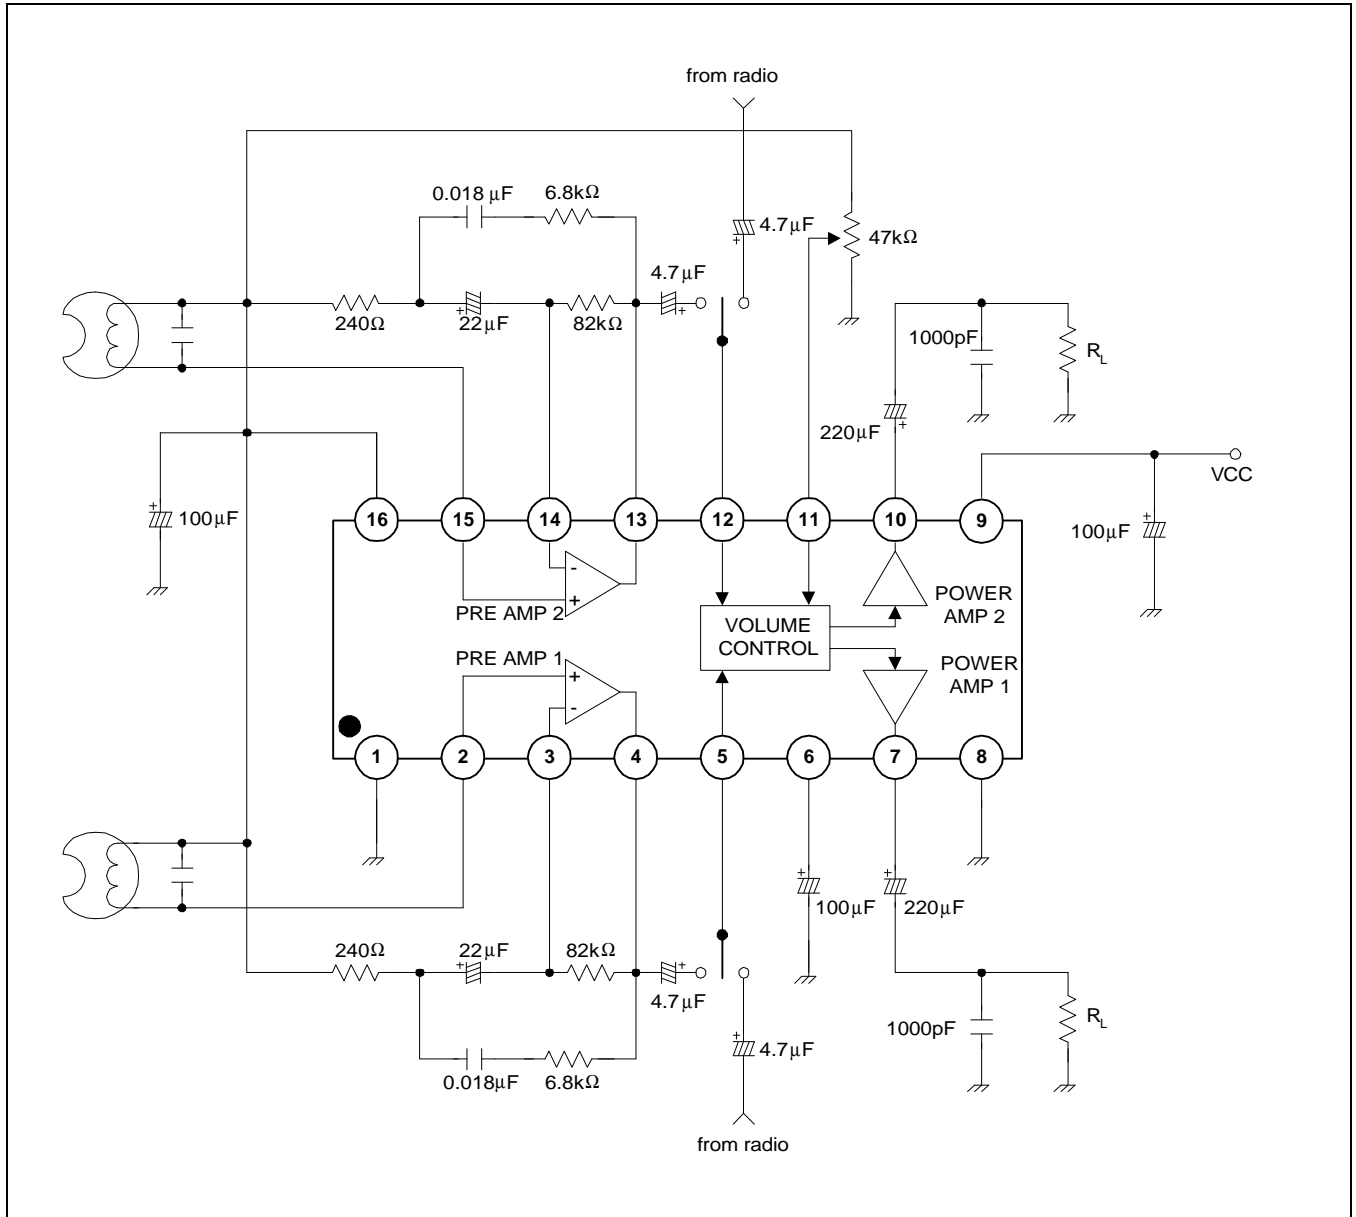 from radio
0.018 μF
6.8kΩ
4.7μF
47kΩ
4.7μF
240Ω
22μF
82kΩ
1000pF
RL
220μF
VCC
100μF
100μF
16
15
14
13
12
11
10
9
-
+
PRE AMP 2
VOLUME
CONTROL
POWER
AMP 2
PRE AMP 1
+
-
POWER
AMP 1
1
2
3
4
5
6
7
8
100μF
220μF
240Ω
22μF
82kΩ
4.7μF
1000pF
RL
4.7μF
0.018μF
6.8kΩ
from radio